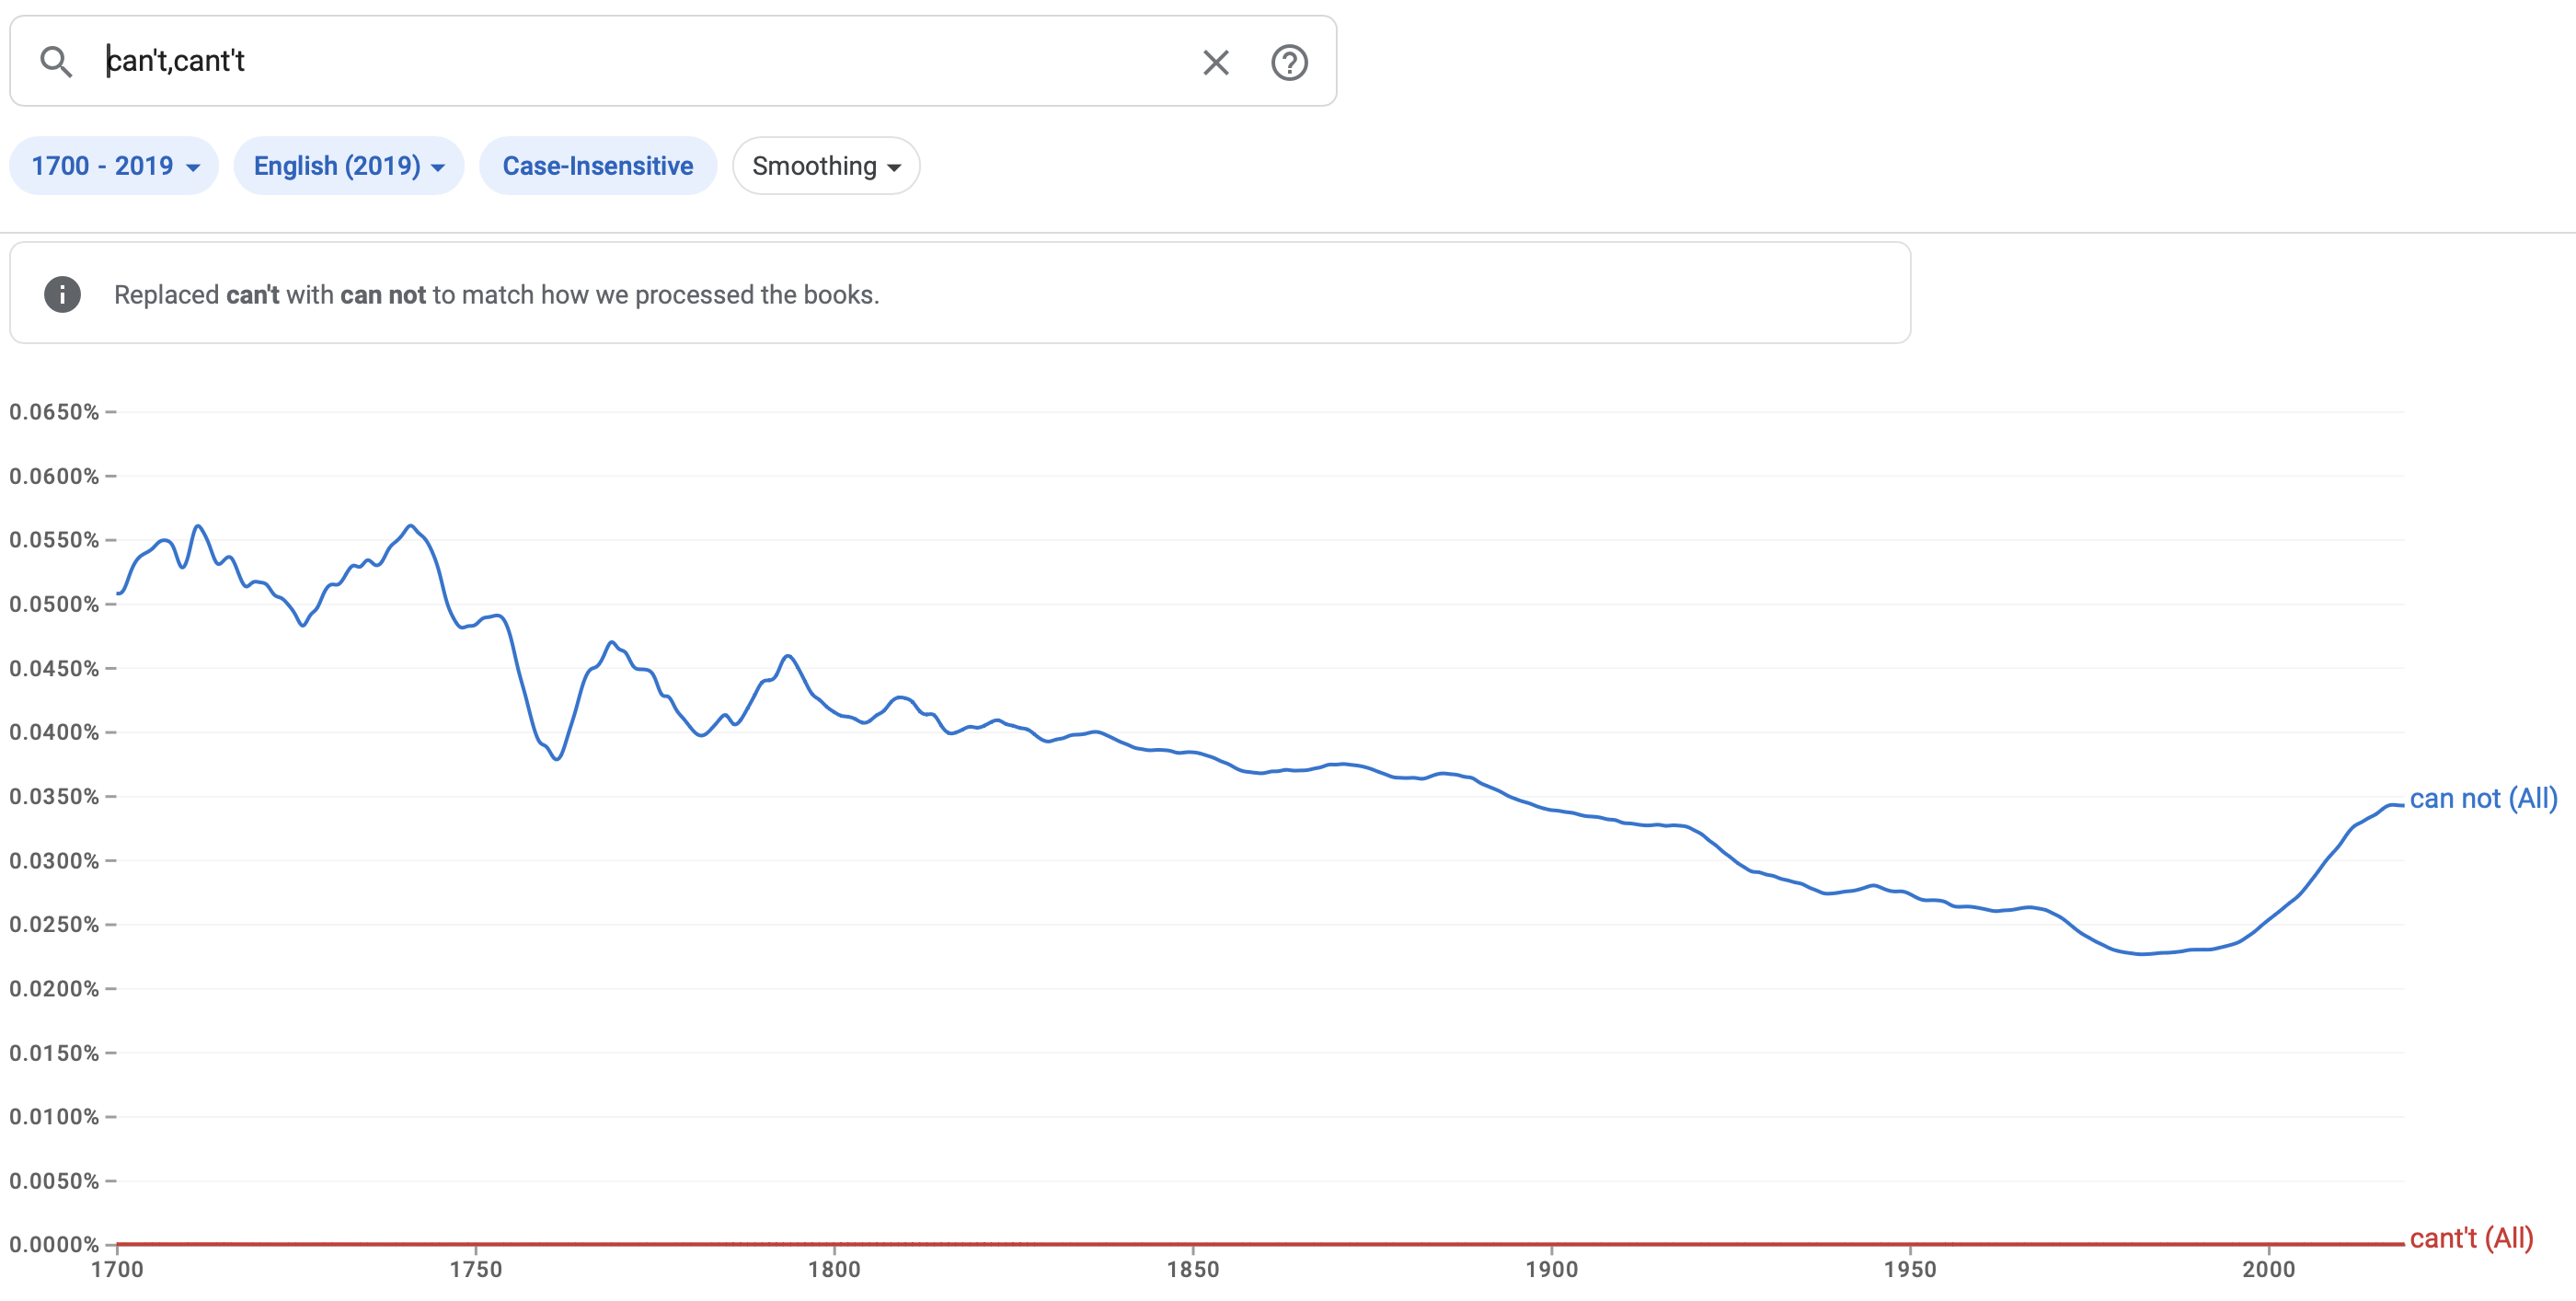 can't,cant't
1700 - 2019 English (2019) Case-Insensitive Smoothing
Replaced can't with can not to match how we processed the books.
0.0650%
0.0600%
0.0550%
0.0500%
0.0450%
0.0400%
0.0350%
can not (All)
0.0300%
0.0250%
0.0200%
0.0150%
0.0100%
0.0050%
0.0000%
cant't (All)
1700 1750 1800 1850 1900 1950 2000